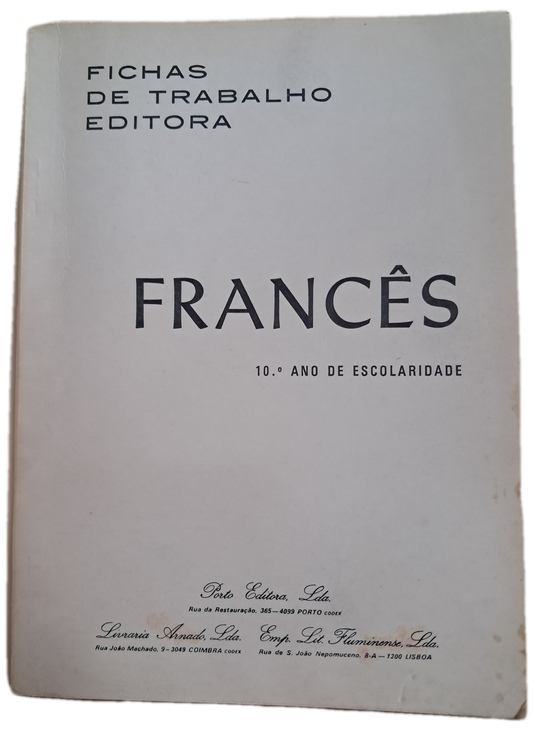 FICHAS
DE TRABALHO
EDITORA
FRANCÊS
10.º ANO DE ESCOLARIDADE
Porto Editora, Lda.
Rua da Restauração, 365—4099 PORTO CODEX
Livraria Arnado, Lda. Emp. Lit. Fluminense, Lda.
Rua João Machado, 9-3049 COIMBRA CODEX Rua de S. João Nepomuceno, 8-A — 1200 LISBOA